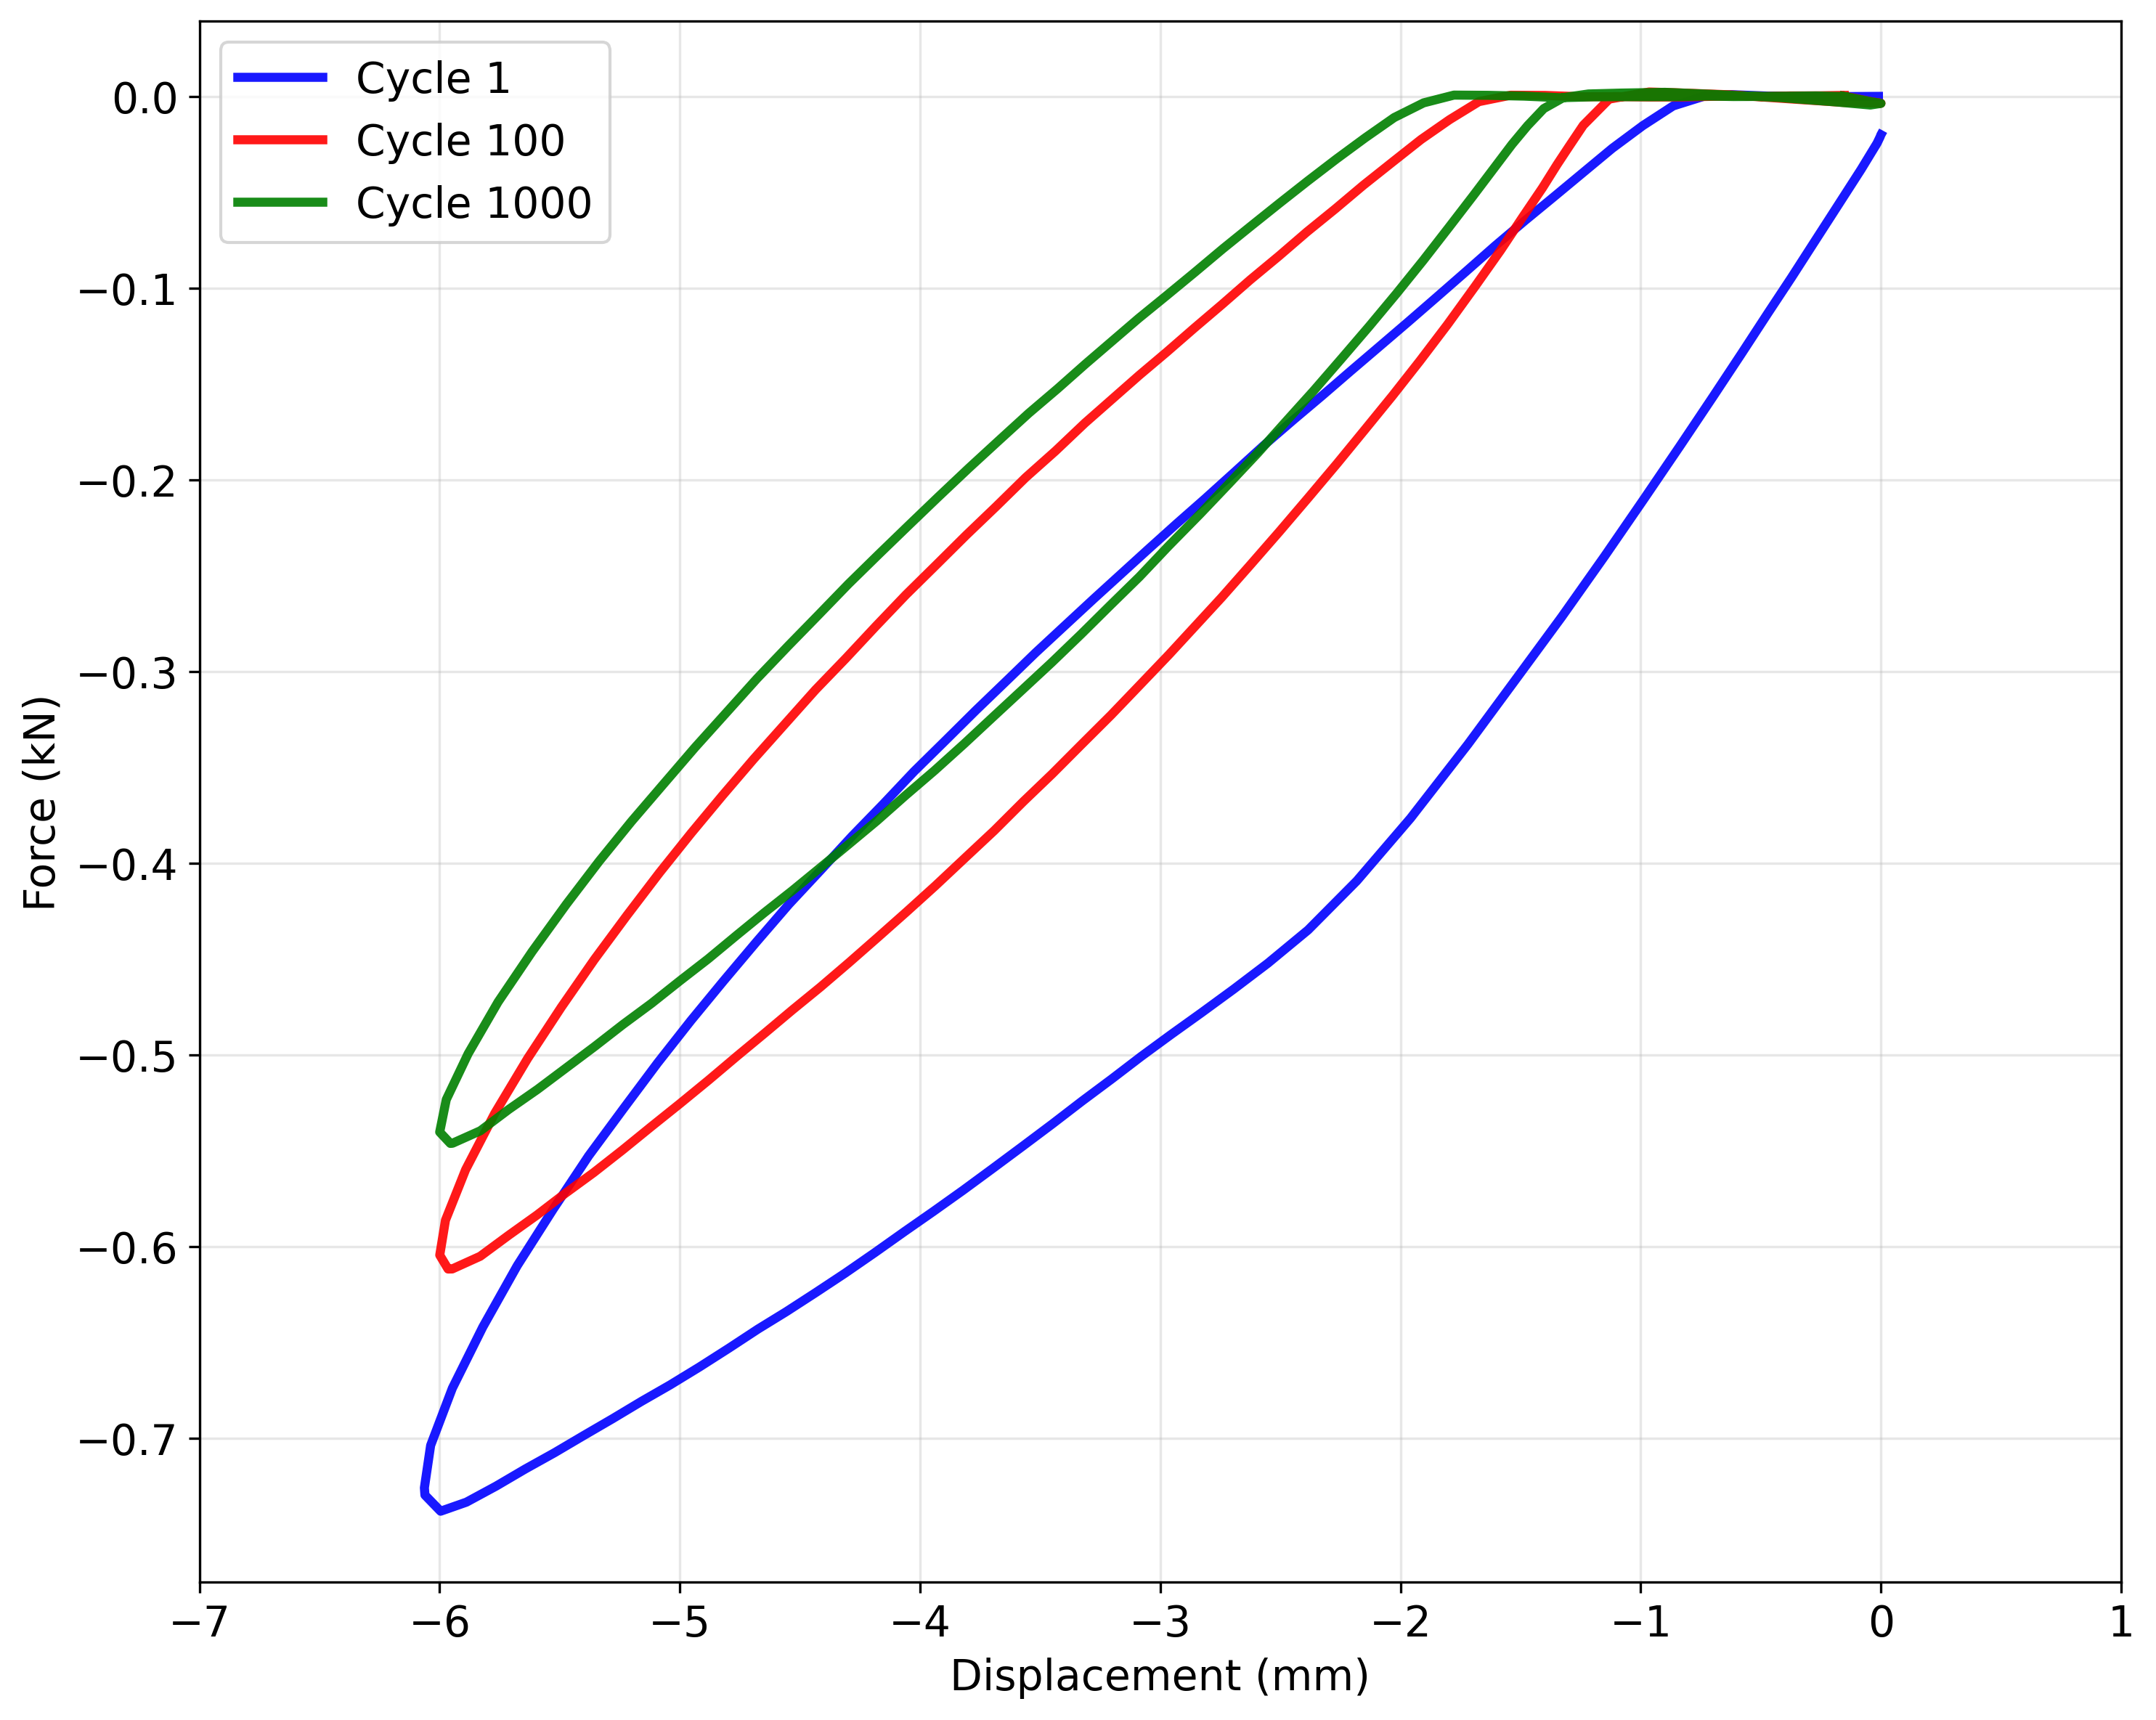 Cycle 1
Cycle 100
Cycle 1000
0.0
−0.1
−0.2
−0.3
−0.4
−0.5
−0.6
−0.7
Force (kN)
−7 −6 −5 −4 −3 −2 −1 0 1
Displacement (mm)